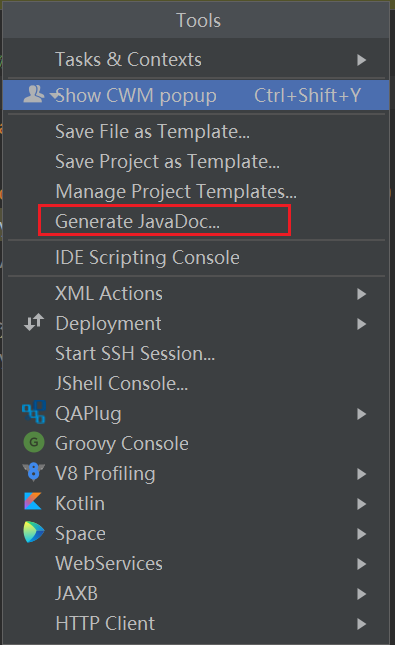 Tools
Tasks & Contexts
Show CWM popup Ctrl+Shift+Y
Save File as Template...
Save Project as Template...
Manage Project Templates...
Generate JavaDoc...
IDE Scripting Console
XML Actions
Deployment
Start SSH Session...
JShell Console...
QAPlug
G Groovy Console
V8 Profiling
Kotlin
Space
WebServices
JAXB
HTTP Client